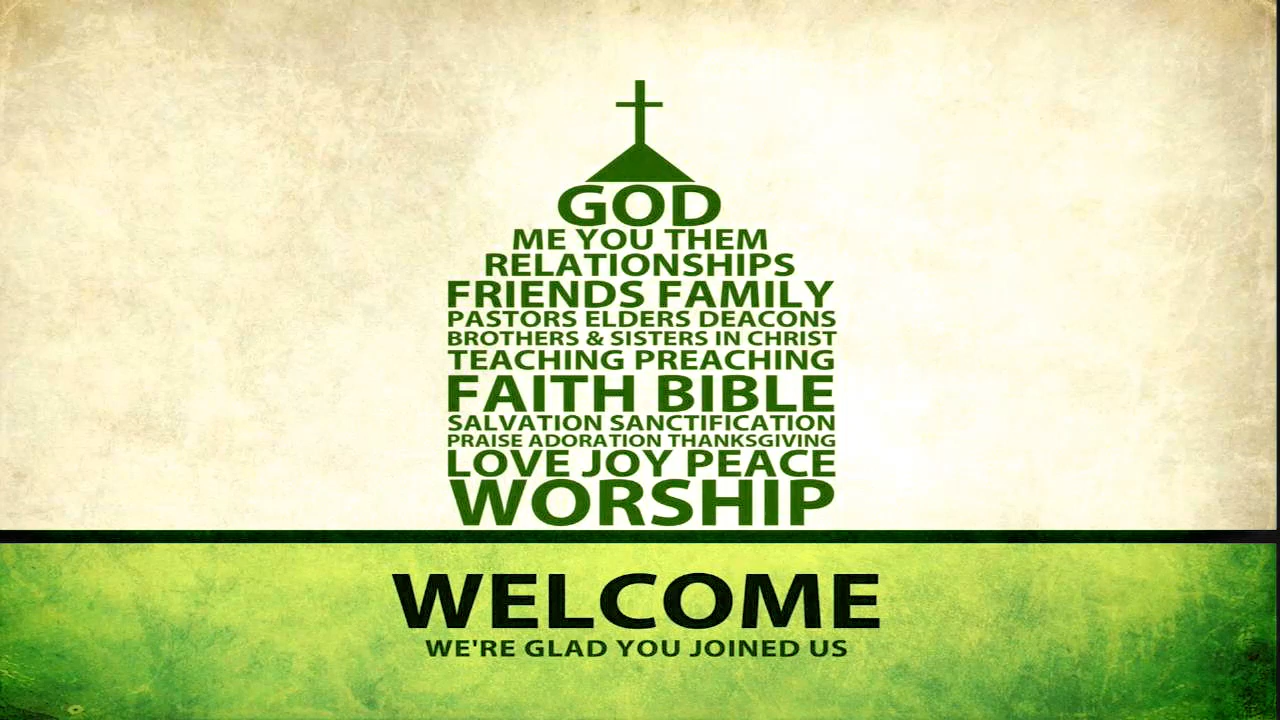 GOD
ME YOU THEM
RELATIONSHIPS
FRIENDS FAMILY
PASTORS ELDERS DEACONS
BROTHERS & SISTERS IN CHRIST
TEACHING PREACHING
FAITH BIBLE
SALVATION SANCTIFICATION
PRAISE ADORATION THANKSGIVING
LOVE JOY PEACE
WORSHIP
WELCOME
WE'RE GLAD YOU JOINED US